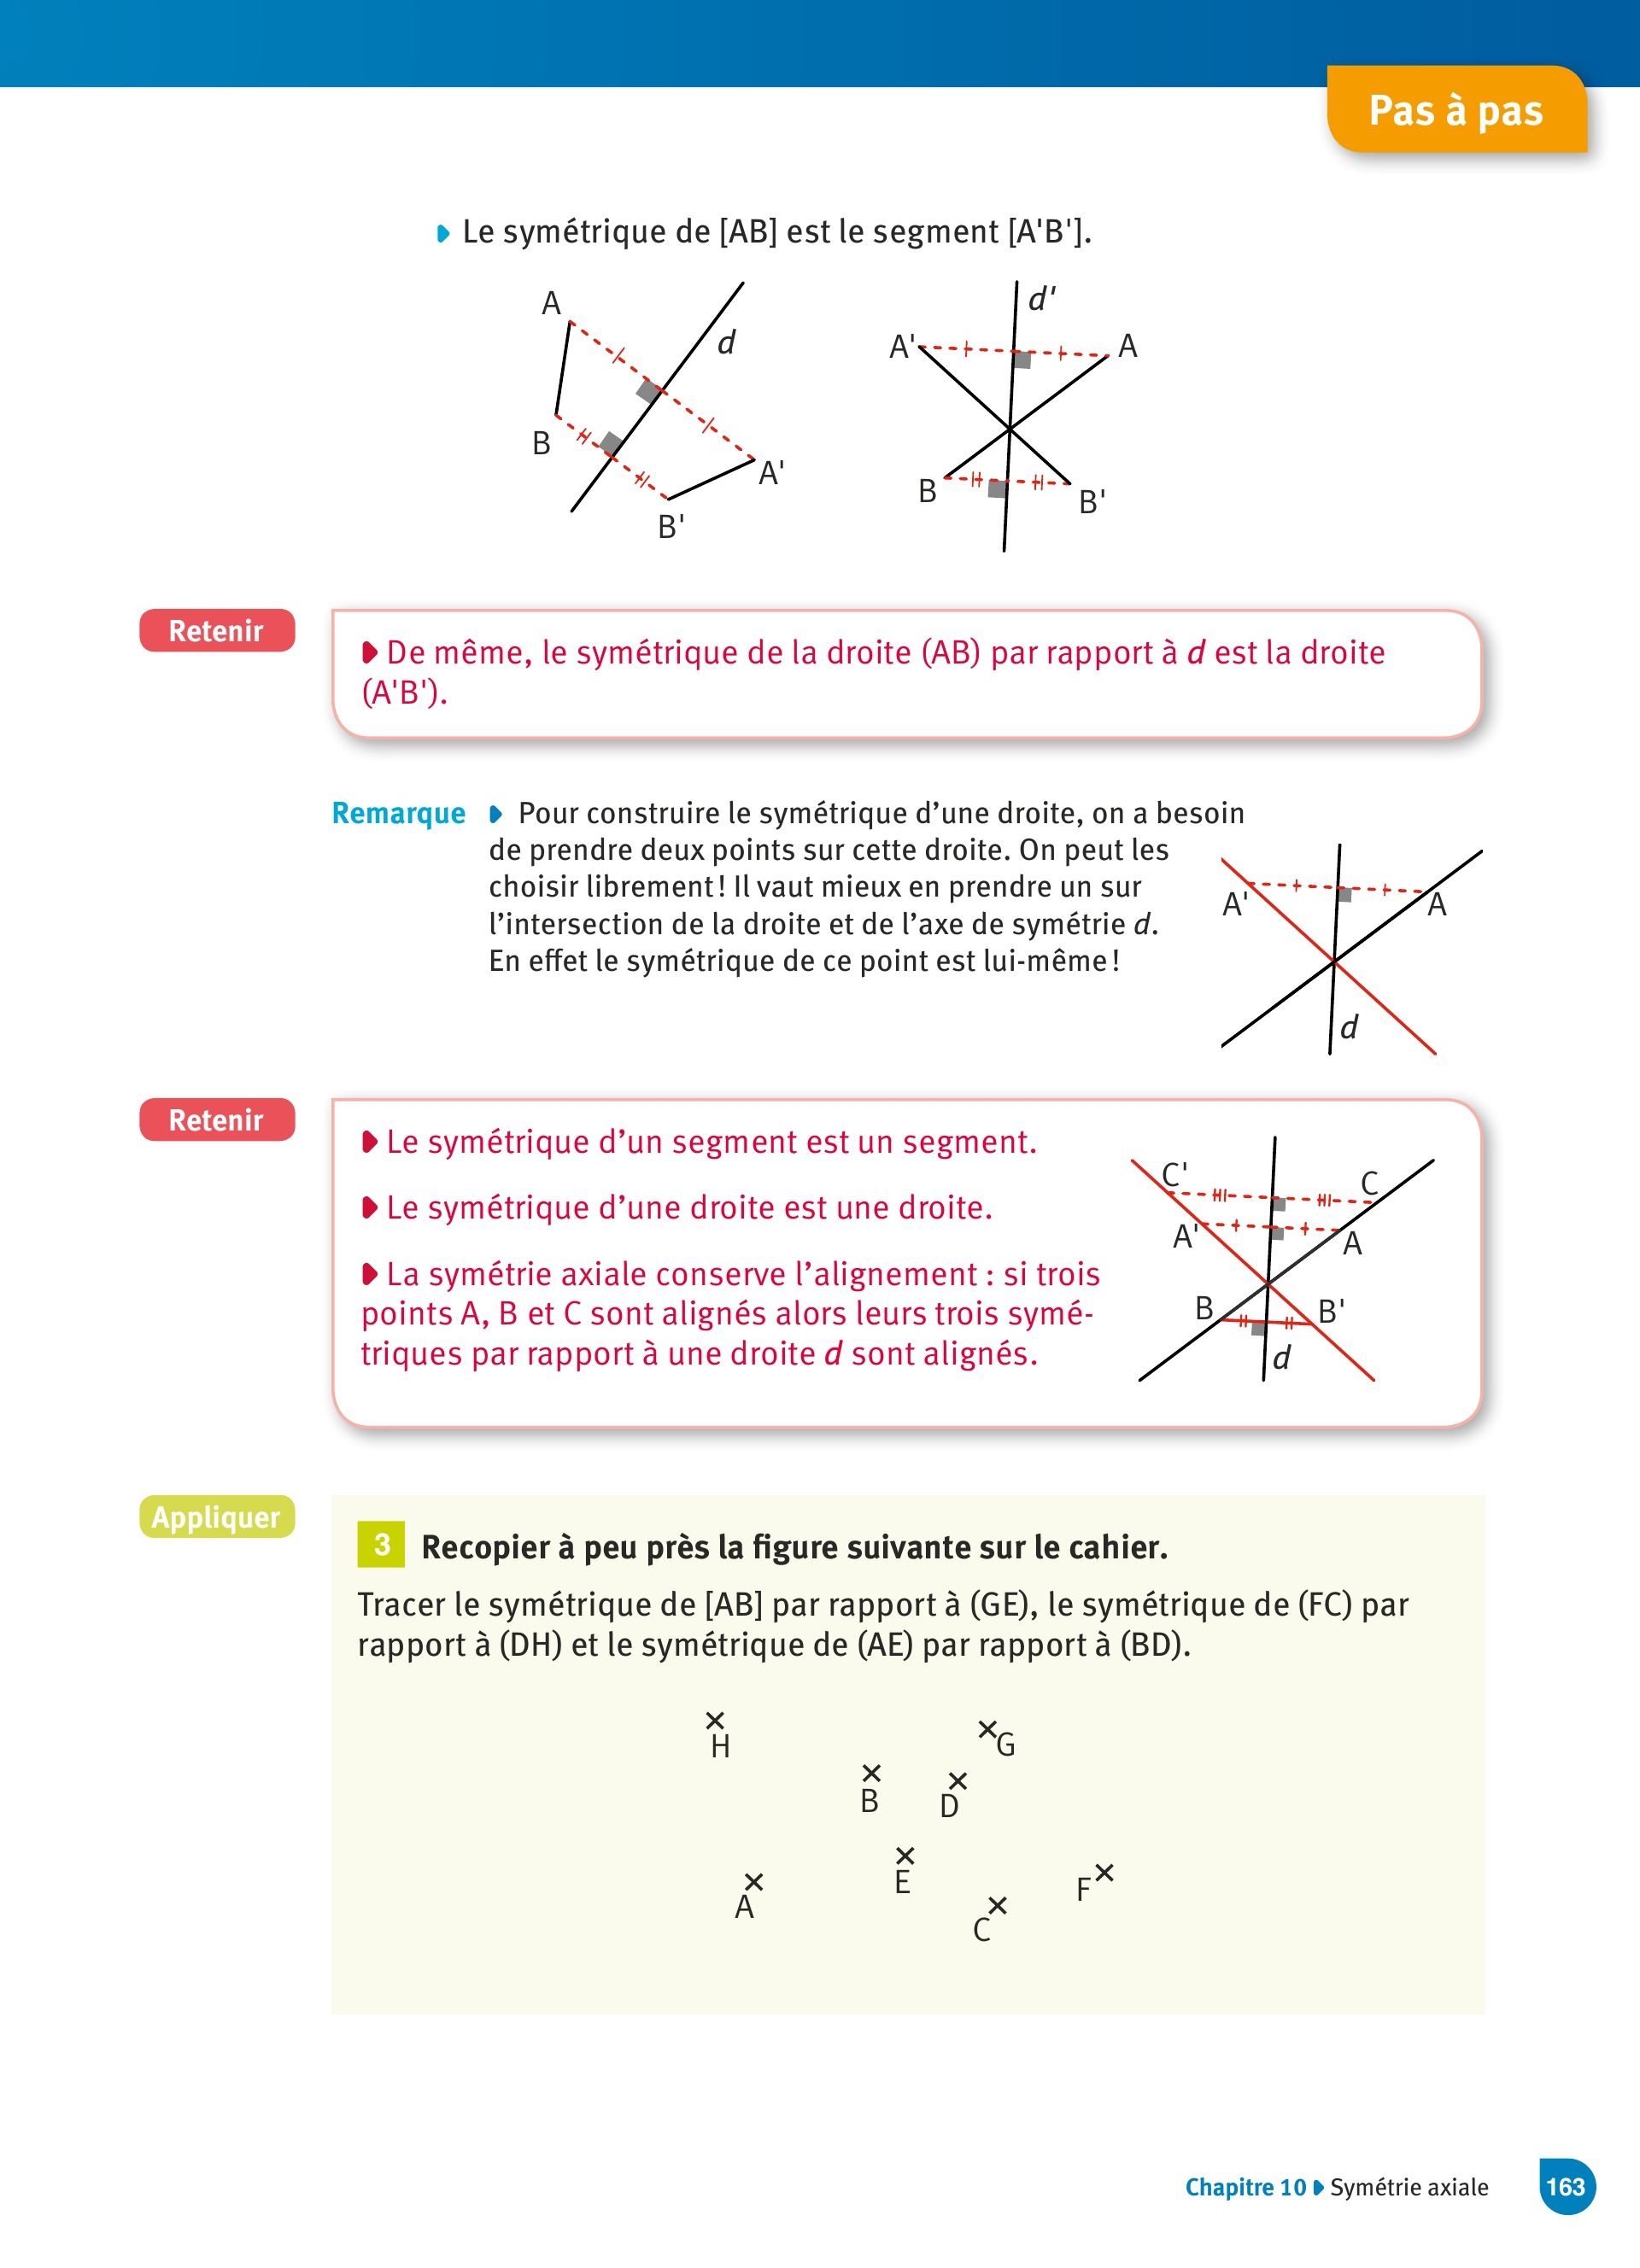 Pas à pas
Le symétrique de [AB] est le segment [A'B'].
A
d
B
A'
B'
d'
A'
A
B
B'
Retenir
De même, le symétrique de la droite (AB) par rapport à d est la droite
(A'B').
Remarque Pour construire le symétrique d’une droite, on a besoin
de prendre deux points sur cette droite. On peut les
choisir librement! Il vaut mieux en prendre un sur
l’intersection de la droite et de l’axe de symétrie d.
En effet le symétrique de ce point est lui-même!
A'
A
d
Retenir
Le symétrique d’un segment est un segment.
Le symétrique d’une droite est une droite.
La symétrie axiale conserve l’alignement : si trois
points A, B et C sont alignés alors leurs trois symé-
triques par rapport à une droite d sont alignés.
C'
C
A'
A
B
B'
d
Appliquer
3 Recopier à peu près la figure suivante sur le cahier.
Tracer le symétrique de [AB] par rapport à (GE), le symétrique de (FC) par
rapport à (DH) et le symétrique de (AE) par rapport à (BD).
H
G
B
D
E
A
F
C
Chapitre 10 Symétrie axiale
163